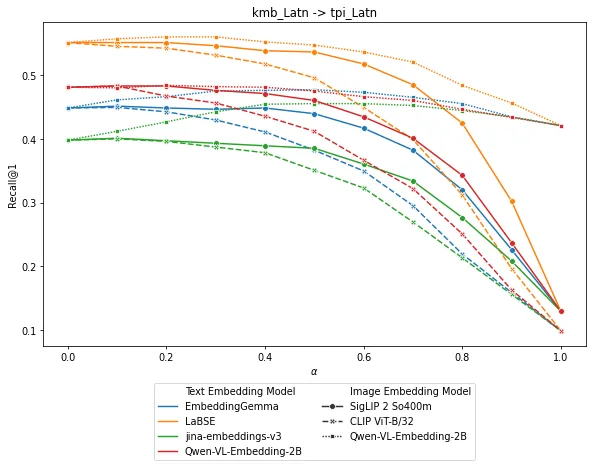 kmb_Latn -> tpi_Latn
Recall@1
0.5
0.4
0.3
0.2
0.1
0.0
0.2
0.4
0.6
0.8
1.0
α
Text Embedding Model
EmbeddingGemma
LaBSE
jina-embeddings-v3
Qwen-VL-Embedding-2B
Image Embedding Model
SigLIP 2 So400m
CLIP ViT-B/32
Qwen-VL-Embedding-2B